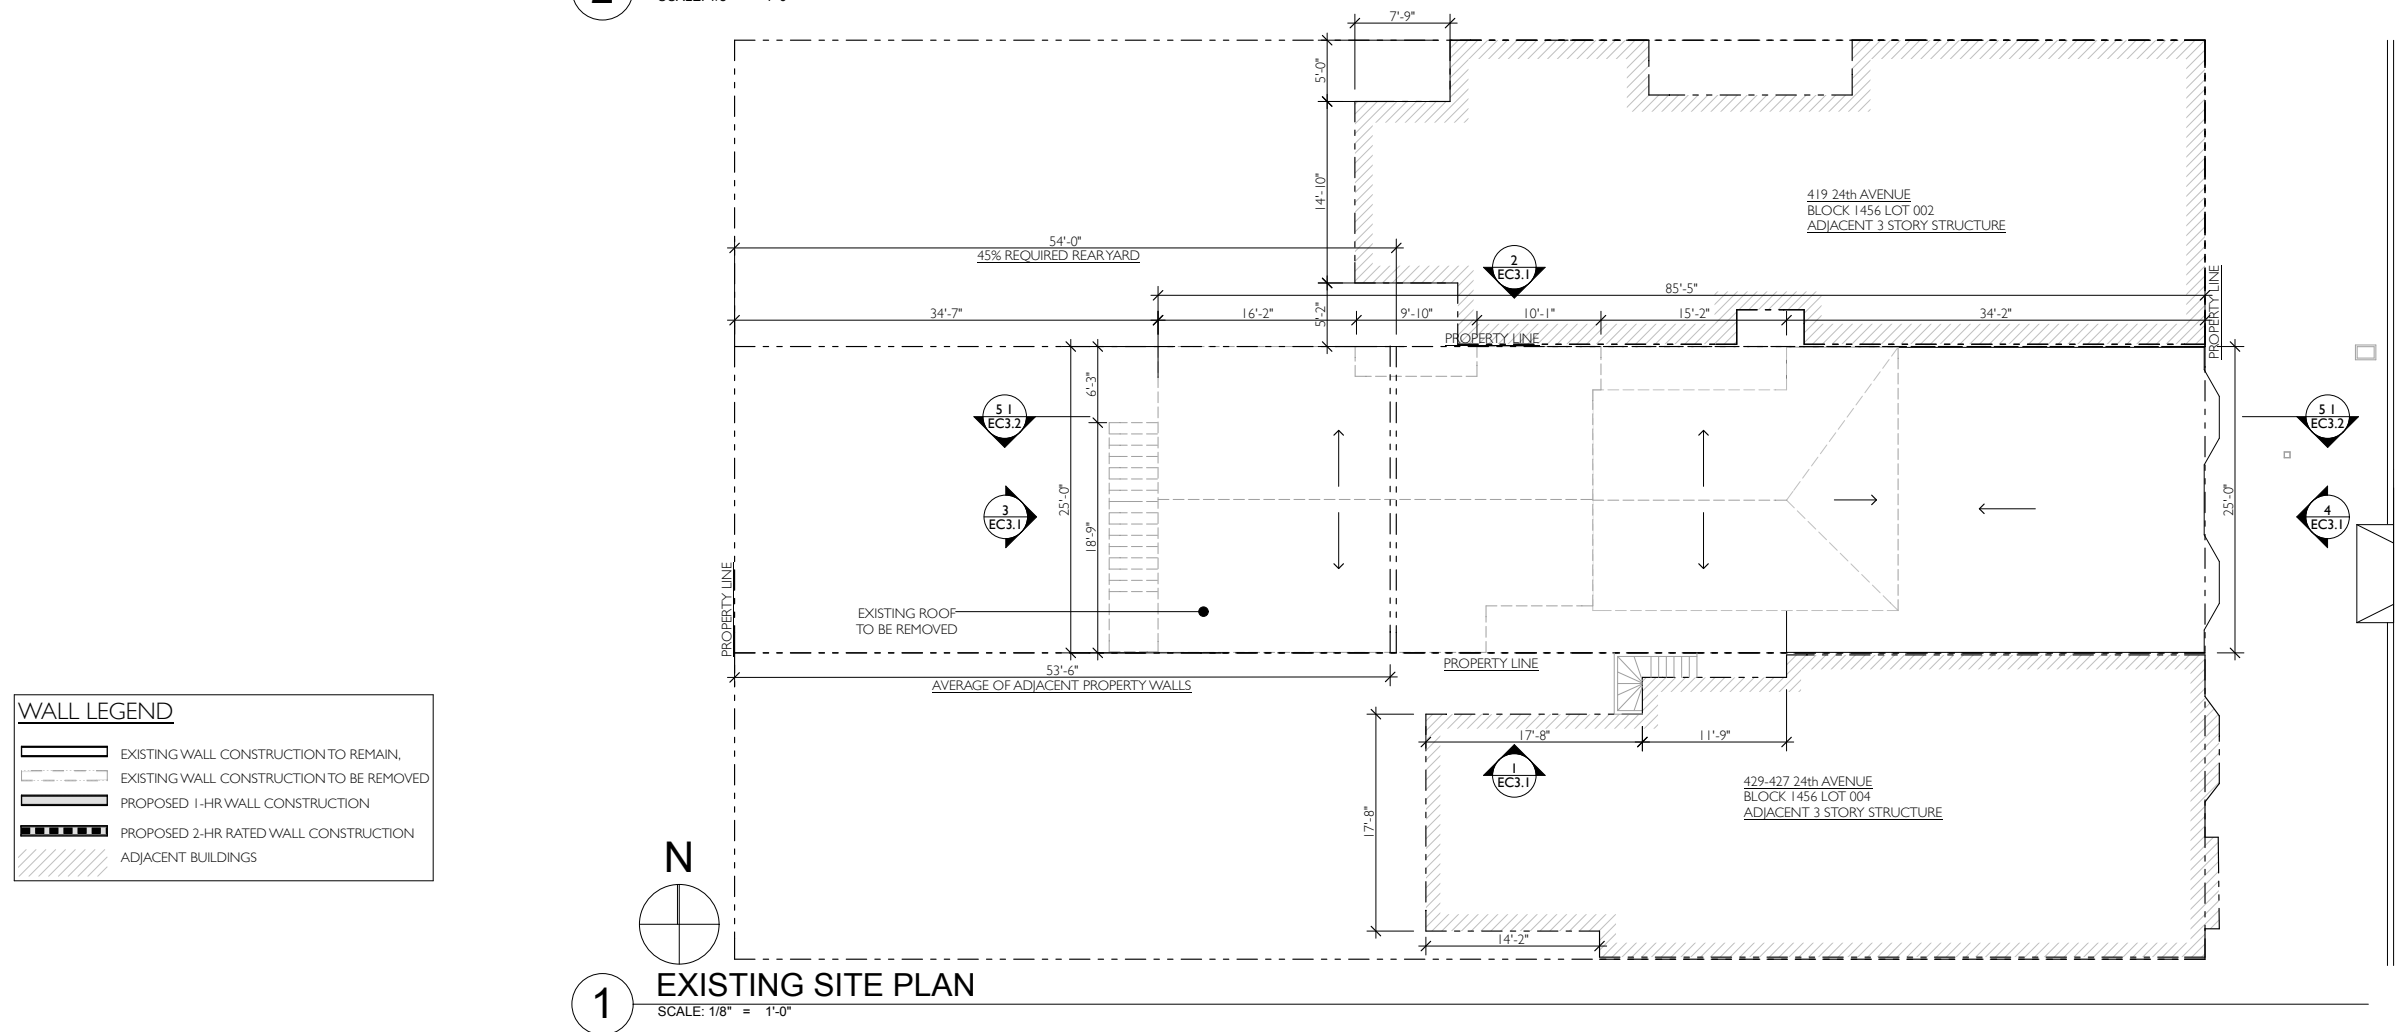 7'-9"
5'-0"
14'-10"
419 24th AVENUE
BLOCK 1456 LOT 002
ADJACENT 3 STORY STRUCTURE
54'-0"
45% REQUIRED REAR YARD
2
EC3.1
85'-5"
34'-7"
16'-2"
5'-2"
9'-10"
10'-1"
15'-2"
34'-2"
PROPERTY LINE
PROPERTY LINE
6'-3"
5 1
EC3.2
5 1
EC3.2
25'-0"
18'-9"
3
EC3.1
25'-0"
4
EC3.1
PROPERTY LINE
EXISTING ROOF
TO BE REMOVED
53'-6"
AVERAGE OF ADJACENT PROPERTY WALLS
PROPERTY LINE
17'-8"
11'-9"
1
EC3.1
17'-8"
429-427 24th AVENUE
BLOCK 1456 LOT 004
ADJACENT 3 STORY STRUCTURE
14'-2"
WALL LEGEND
EXISTING WALL CONSTRUCTION TO REMAIN,
EXISTING WALL CONSTRUCTION TO BE REMOVED
PROPOSED 1-HR WALL CONSTRUCTION
PROPOSED 2-HR RATED WALL CONSTRUCTION
ADJACENT BUILDINGS
N
1
EXISTING SITE PLAN
SCALE: 1/8" = 1'-0"